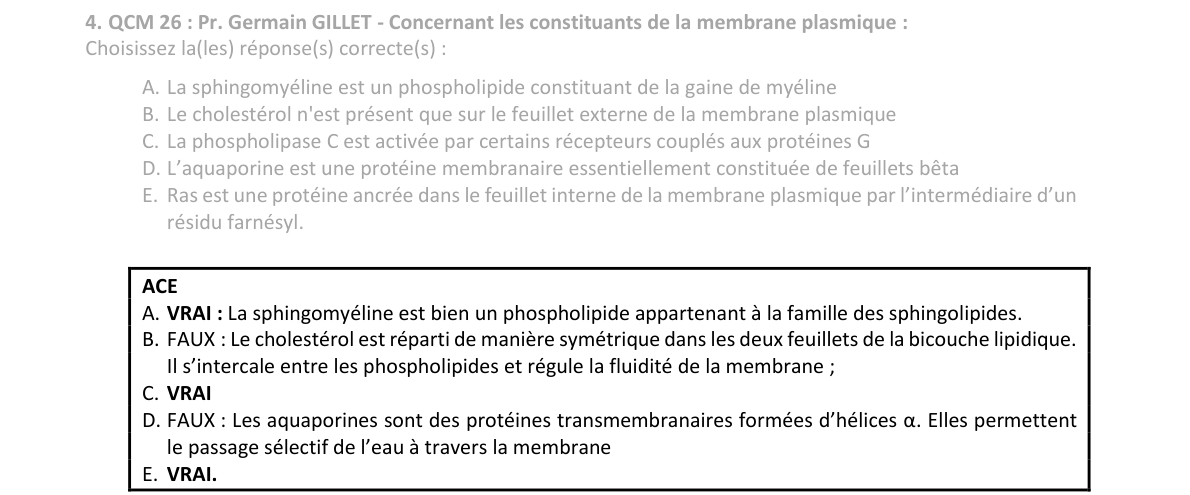 4. QCM 26 : Pr. Germain GILLET - Concernant les constituants de la membrane plasmique :
Choisissez la(les) réponse(s) correcte(s) :
A. La sphingomyéline est un phospholipide constituant de la gaine de myéline
B. Le cholestérol n'est présent que sur le feuillet externe de la membrane plasmique
C. La phospholipase C est activée par certains récepteurs couplés aux protéines G
D. L’aquaporine est une protéine membranaire essentiellement constituée de feuillets bêta
E. Ras est une protéine ancrée dans le feuillet interne de la membrane plasmique par l’intermédiaire d’un
résidu farnésyl.
ACE
A. VRAI : La sphingomyéline est bien un phospholipide appartenant à la famille des sphingolipides.
B. FAUX : Le cholestérol est réparti de manière symétrique dans les deux feuillets de la bicouche lipidique.
Il s’intercale entre les phospholipides et régule la fluidité de la membrane ;
C. VRAI
D. FAUX : Les aquaporines sont des protéines transmembranaires formées d’hélices α. Elles permettent
le passage sélectif de l’eau à travers la membrane
E. VRAI.